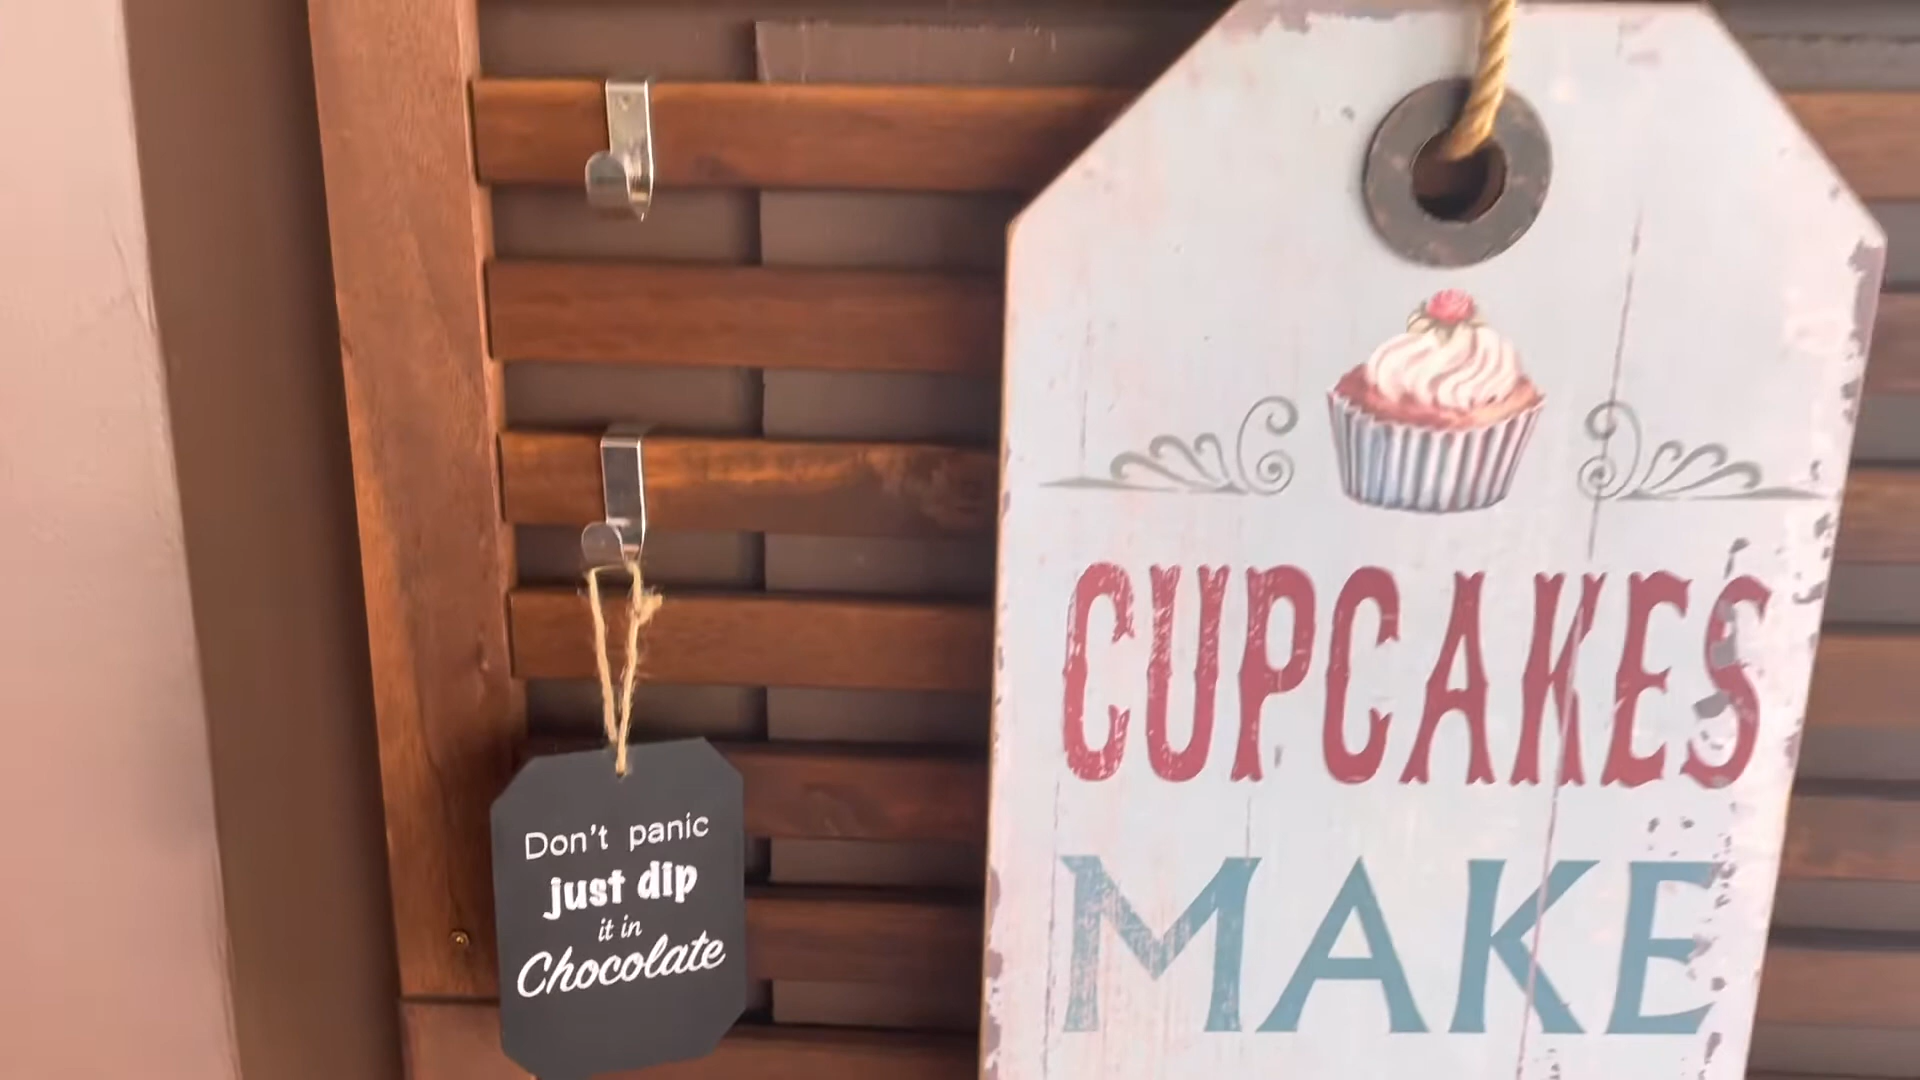 Don't panic
just dip
it in
Chocolate
CUPCAKES
MAKE